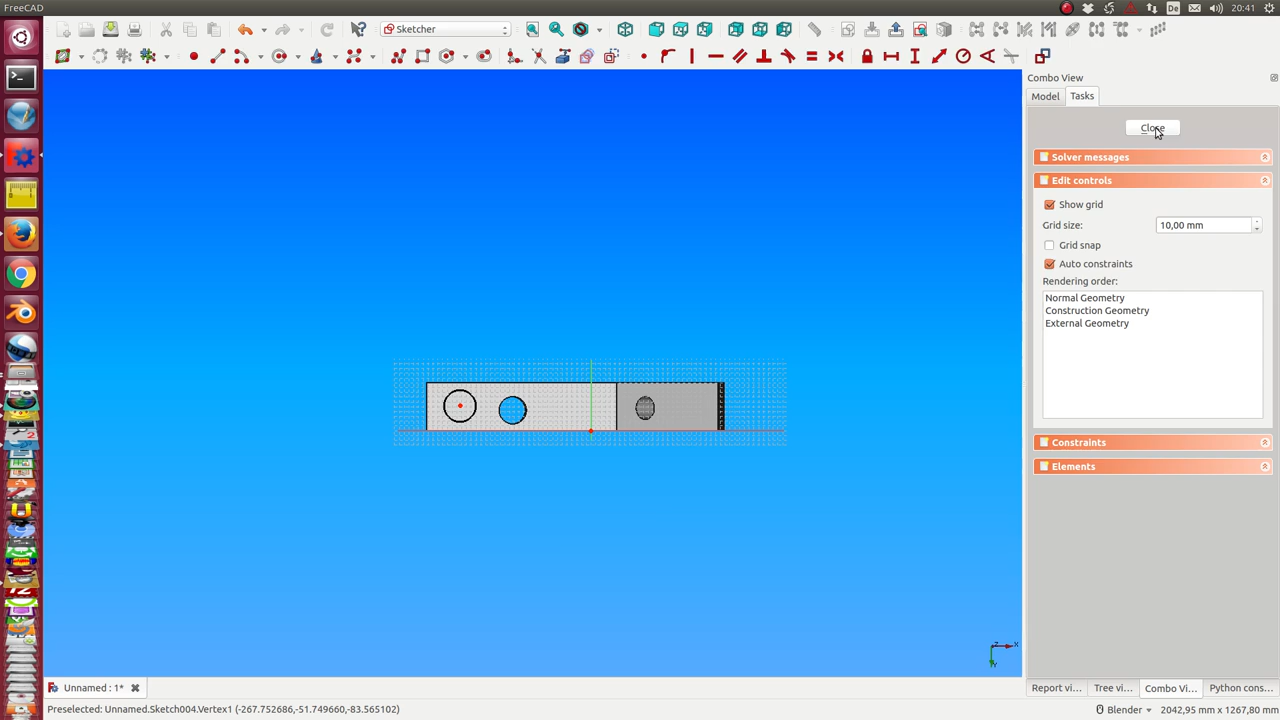 FreeCAD
De
20:41
Sketcher
Combo View
Model
Tasks
Close
Solver messages
Edit controls
Show grid
Grid size:
10,00 mm
Grid snap
Auto constraints
Rendering order:
Normal Geometry
Construction Geometry
External Geometry
Constraints
Elements
Z
X
Y
Unnamed : 1*
Report vi...
Tree vi...
Combo Vi...
Python cons...
Preselected: Unnamed.Sketch004.Vertex1 (-267.752686,-51.749660,-83.565102)
Blender
2042,95 mm x 1267,80 mm